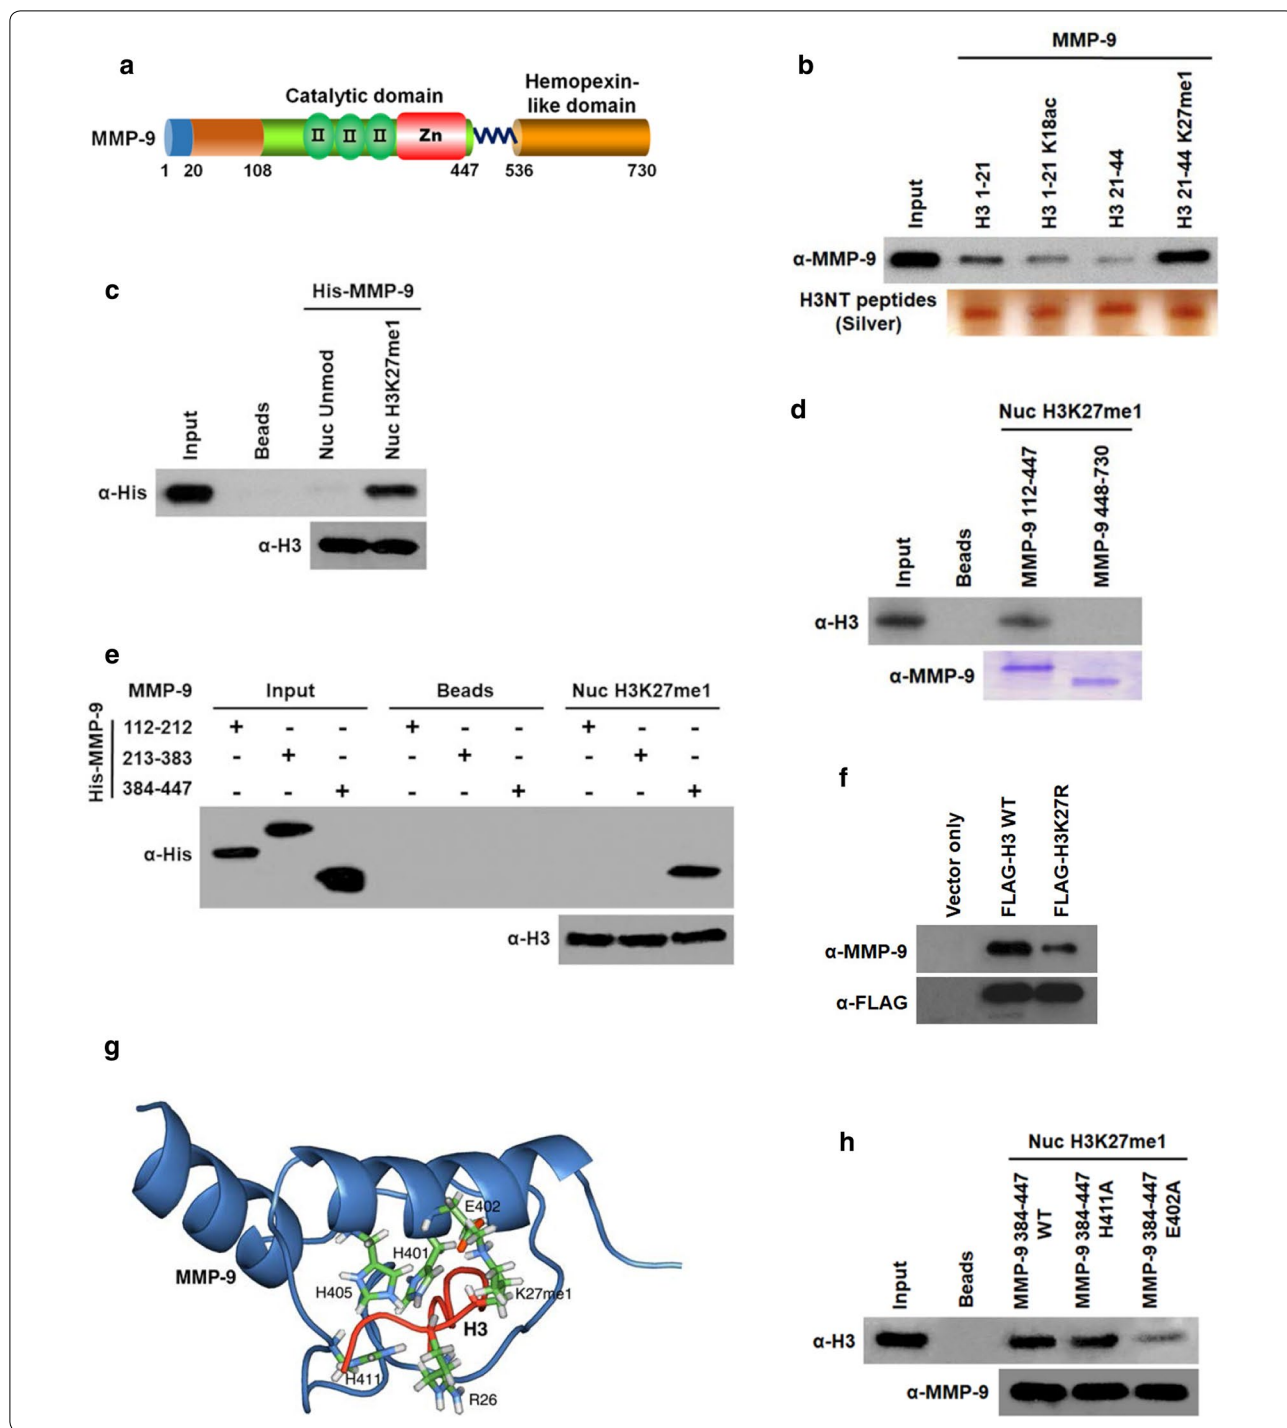 a
Catalytic domain
Hemopexin-
like domain
MMP-9
II II II Zn
1 20 108 447 536 730
b
MMP-9
Input
H3 1-21
H3 1-21 K18ac
H3 21-44
H3 21-44 K27me1
α-MMP-9
H3NT peptides
(Silver)
c
His-MMP-9
Input
Beads
Nuc Unmod
Nuc H3K27me1
α-His
α-H3
d
Nuc H3K27me1
Input
Beads
MMP-9 112-447
MMP-9 448-730
α-H3
α-MMP-9
e
MMP-9 Input Beads Nuc H3K27me1
His-MMP-9
112-212 + - - + - - + - -
213-383 - + - - + - - + -
384-447 - - + - - + - - +
α-His
α-H3
f
Vector only
FLAG-H3 WT
FLAG-H3K27R
α-MMP-9
α-FLAG
g
E402
H401
MMP-9
H405
K27me1
H3
H411
R26
h
Nuc H3K27me1
Input
Beads
MMP-9 384-447
WT
MMP-9 384-447
H411A
MMP-9 384-447
E402A
α-H3
α-MMP-9